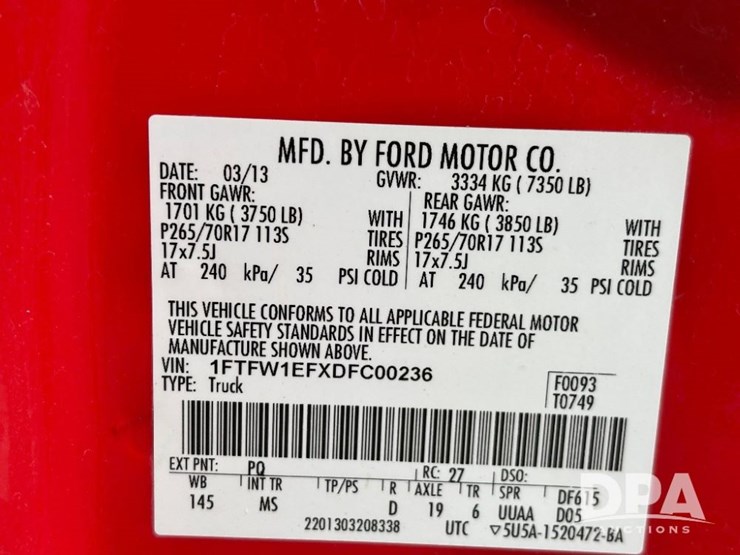 MFD. BY FORD MOTOR CO.
DATE: 03/13 GVWR: 3334 KG ( 7350 LB)
FRONT GAWR: REAR GAWR:
1701 KG ( 3750 LB) WITH 1746 KG ( 3850 LB) WITH
P265/70R17 113S TIRES P265/70R17 113S TIRES
17x7.5J RIMS 17x7.5J RIMS
AT 240 kPa/ 35 PSI COLD AT 240 kPa/ 35 PSI COLD
THIS VEHICLE CONFORMS TO ALL APPLICABLE FEDERAL MOTOR
VEHICLE SAFETY STANDARDS IN EFFECT ON THE DATE OF
MANUFACTURE SHOWN ABOVE.
VIN: 1FTFW1EFXDFC00236
TYPE: Truck
F0093
T0749
EXT PNT: PQ RC: 27 DSO:
WB INT TR TP/PS R AXLE TR SPR DF615
145 MS D 19 6 UUAA D05
2201303208338 UTC ▽5U5A-1520472-BA
DPA
AUCTIONS